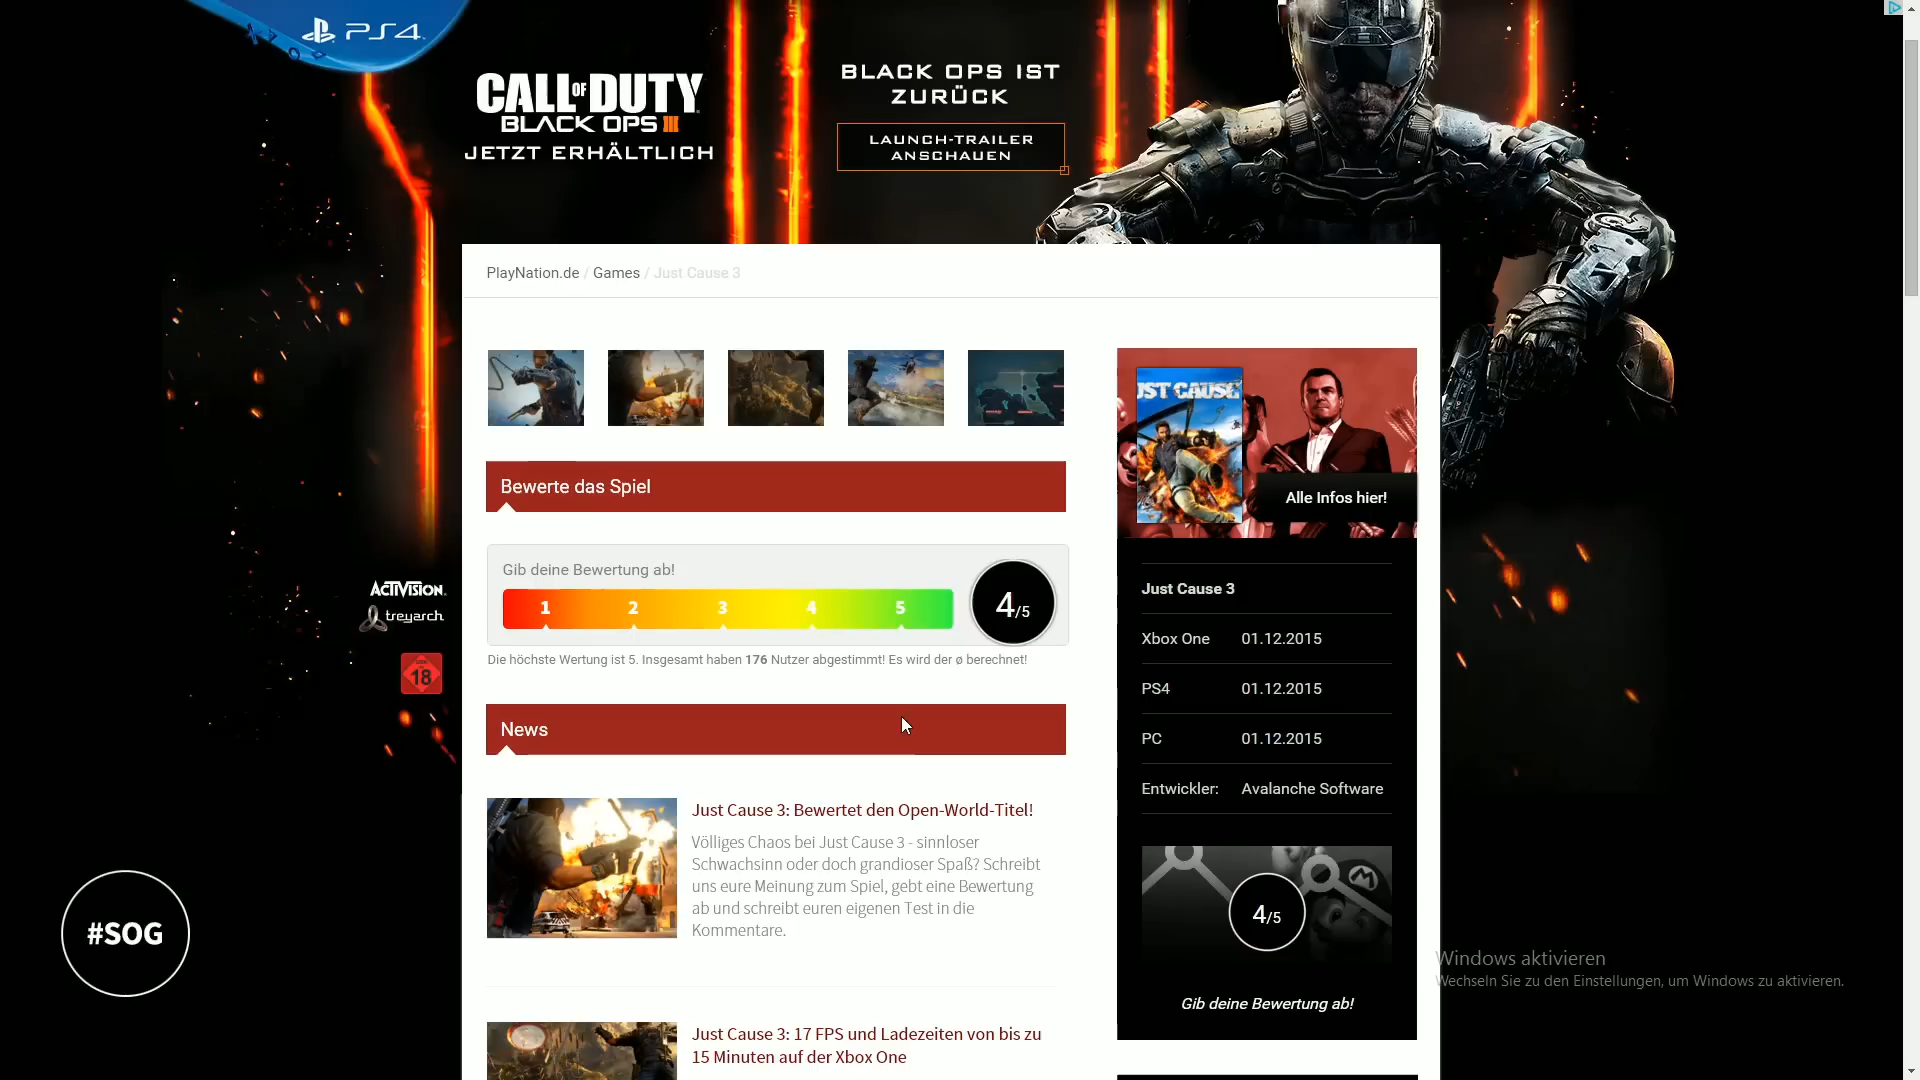 PS4
CALL OF DUTY
BLACK OPS III
JETZT ERHÄLTLICH
BLACK OPS IST
ZURÜCK
LAUNCH-TRAILER
ANSCHAUEN
PlayNation.de / Games / Just Cause 3
JUST CAUSE
Alle Infos hier!
Bewerte das Spiel
Gib deine Bewertung ab!
1 2 3 4 5
4/5
Die höchste Wertung ist 5. Insgesamt haben 176 Nutzer abgestimmt! Es wird der ø berechnet!
Just Cause 3
Xbox One 01.12.2015
PS4 01.12.2015
PC 01.12.2015
Entwickler: Avalanche Software
4/5
Gib deine Bewertung ab!
ACTIVISION.
treyarch
18
News
Just Cause 3: Bewertet den Open-World-Titel!
Völliges Chaos bei Just Cause 3 - sinnloser
Schwachsinn oder doch grandioser Spaß? Schreibt
uns eure Meinung zum Spiel, gebt eine Bewertung
ab und schreibt euren eigenen Test in die
Kommentare.
Just Cause 3: 17 FPS und Ladezeiten von bis zu
15 Minuten auf der Xbox One
#SOG
Windows aktivieren
Wechseln Sie zu den Einstellungen, um Windows zu aktivieren.